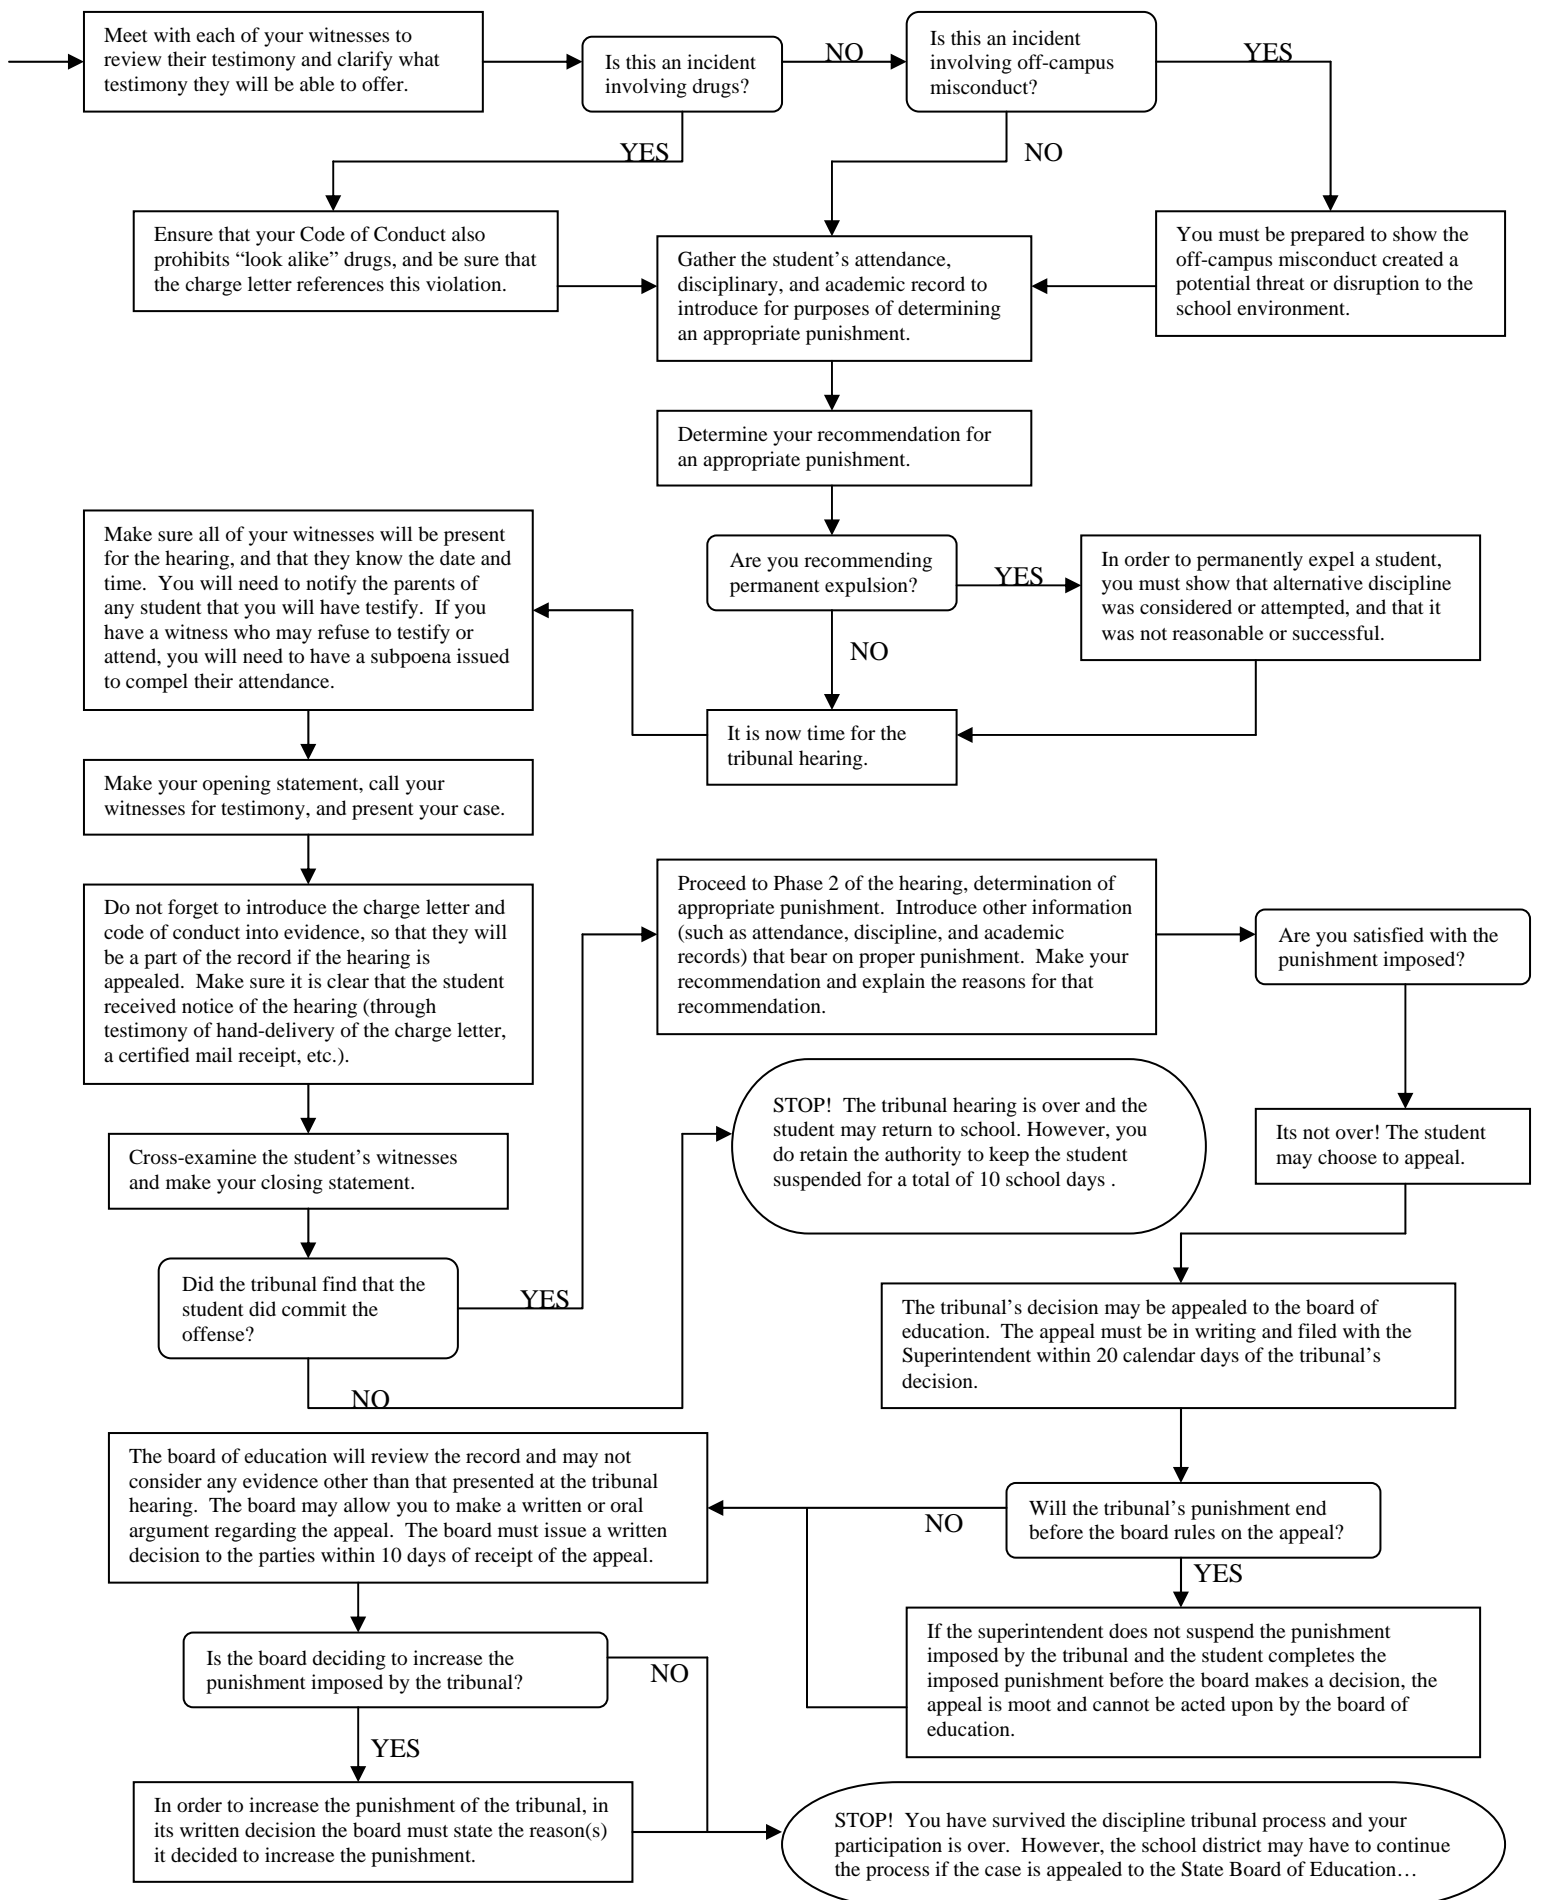 Meet with each of your witnesses to
review their testimony and clarify what
testimony they will be able to offer.
Is this an incident
involving drugs?
NO
Is this an incident
involving off-campus
misconduct?
YES
YES
NO
Ensure that your Code of Conduct also
prohibits “look alike” drugs, and be sure that
the charge letter references this violation.
Gather the student’s attendance,
disciplinary, and academic record to
introduce for purposes of determining
an appropriate punishment.
You must be prepared to show the
off-campus misconduct created a
potential threat or disruption to the
school environment.
Determine your recommendation for
an appropriate punishment.
Are you recommending
permanent expulsion?
YES
In order to permanently expel a student,
you must show that alternative discipline
was considered or attempted, and that it
was not reasonable or successful.
NO
It is now time for the
tribunal hearing.
Make sure all of your witnesses will be present
for the hearing, and that they know the date and
time.  You will need to notify the parents of
any student that you will have testify.  If you
have a witness who may refuse to testify or
attend, you will need to have a subpoena issued
to compel their attendance.
Make your opening statement, call your
witnesses for testimony, and present your case.
Do not forget to introduce the charge letter and
code of conduct into evidence, so that they will
be a part of the record if the hearing is
appealed.  Make sure it is clear that the student
received notice of the hearing (through
testimony of hand-delivery of the charge letter,
a certified mail receipt, etc.).
Cross-examine the student’s witnesses
and make your closing statement.
Did the tribunal find that the
student did commit the
offense?
YES
NO
Proceed to Phase 2 of the hearing, determination of
appropriate punishment.  Introduce other information
(such as attendance, discipline, and academic
records) that bear on proper punishment.  Make your
recommendation and explain the reasons for that
recommendation.
Are you satisfied with the
punishment imposed?
STOP!  The tribunal hearing is over and the
student may return to school. However, you
do retain the authority to keep the student
suspended for a total of 10 school days .
Its not over! The student
may choose to appeal.
The tribunal’s decision may be appealed to the board of
education.  The appeal must be in writing and filed with the
Superintendent within 20 calendar days of the tribunal’s
decision.
Will the tribunal’s punishment end
before the board rules on the appeal?
NO
YES
The board of education will review the record and may not
consider any evidence other than that presented at the tribunal
hearing.  The board may allow you to make a written or oral
argument regarding the appeal.  The board must issue a written
decision to the parties within 10 days of receipt of the appeal.
If the superintendent does not suspend the punishment
imposed by the tribunal and the student completes the
imposed punishment before the board makes a decision, the
appeal is moot and cannot be acted upon by the board of
education.
Is the board deciding to increase the
punishment imposed by the tribunal?
NO
YES
In order to increase the punishment of the tribunal, in
its written decision the board must state the reason(s)
it decided to increase the punishment.
STOP!  You have survived the discipline tribunal process and your
participation is over.  However, the school district may have to continue
the process if the case is appealed to the State Board of Education…